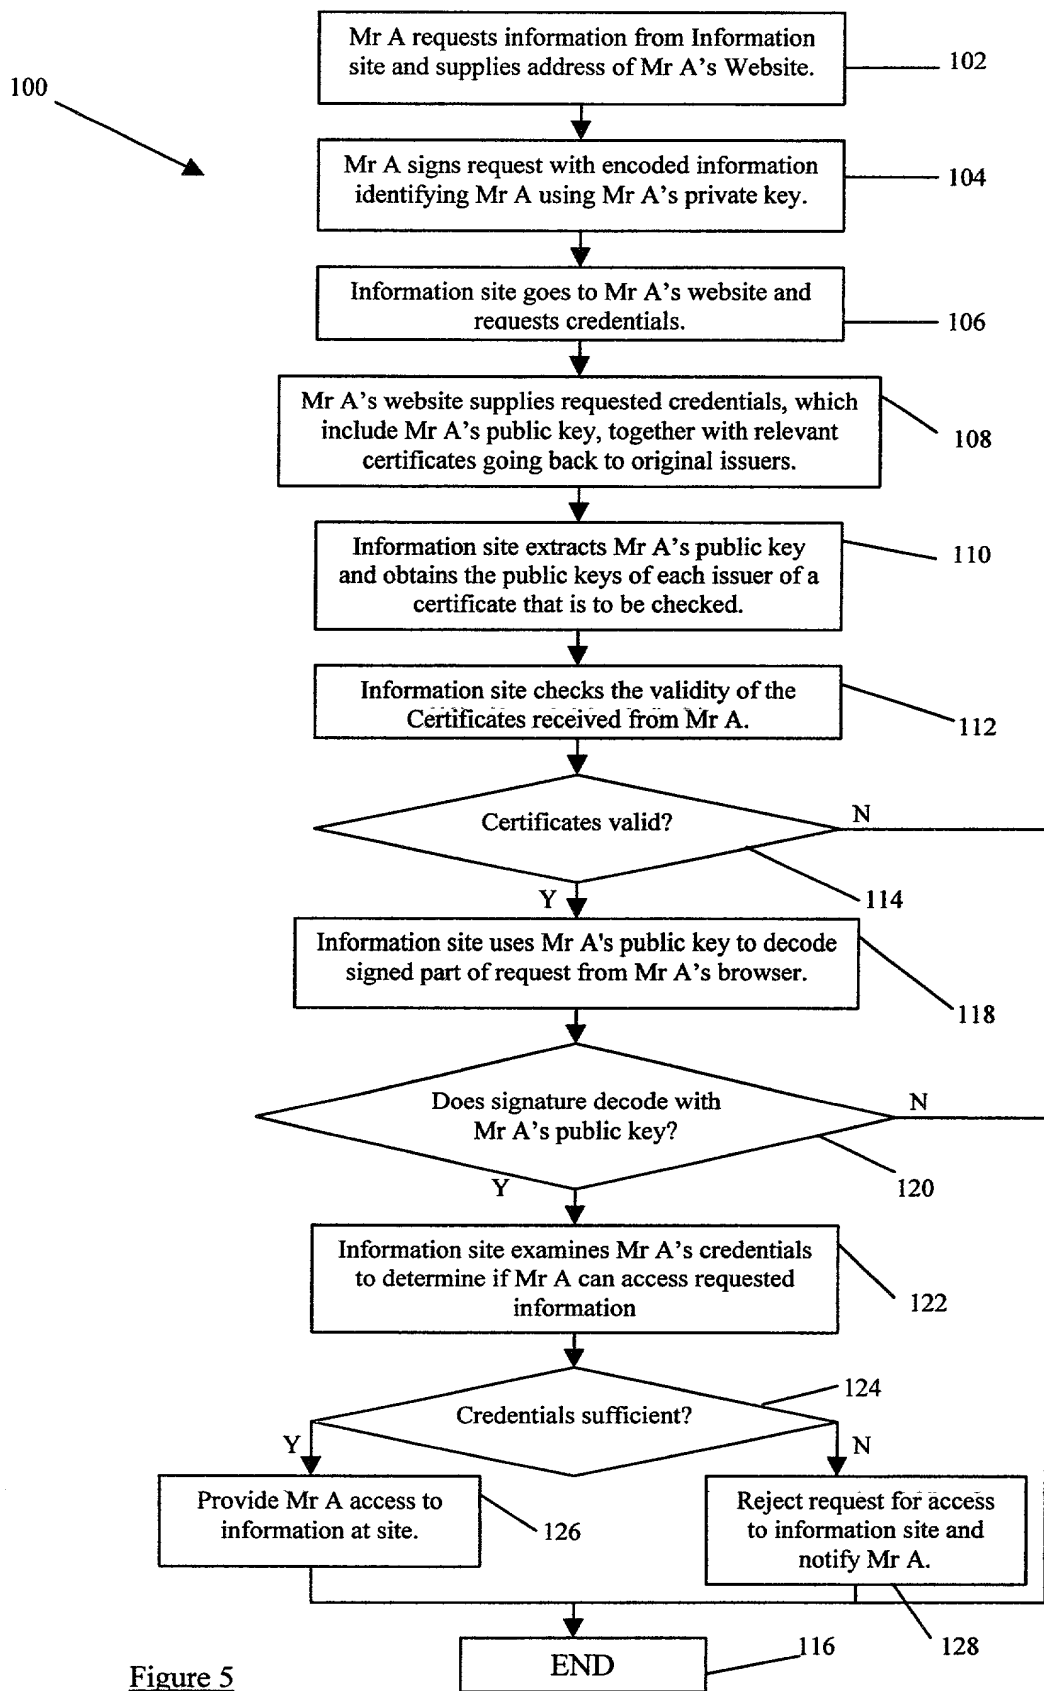 Mr A requests information from Information
site and supplies address of Mr A's Website.
102
100
Mr A signs request with encoded information
identifying Mr A using Mr A's private key.
104
Information site goes to Mr A's website and
requests credentials.
106
Mr A's website supplies requested credentials, which
include Mr A's public key, together with relevant
certificates going back to original issuers.
108
Information site extracts Mr A's public key
and obtains the public keys of each issuer of a
certificate that is to be checked.
110
Information site checks the validity of the
Certificates received from Mr A.
112
Certificates valid?
N
114
Y
Information site uses Mr A's public key to decode
signed part of request from Mr A's browser.
118
Does signature decode with
Mr A's public key?
N
120
Y
Information site examines Mr A's credentials
to determine if Mr A can access requested
information
122
124
Credentials sufficient?
Y
N
Provide Mr A access to
information at site.
126
Reject request for access
to information site and
notify Mr A.
128
END
116
Figure 5